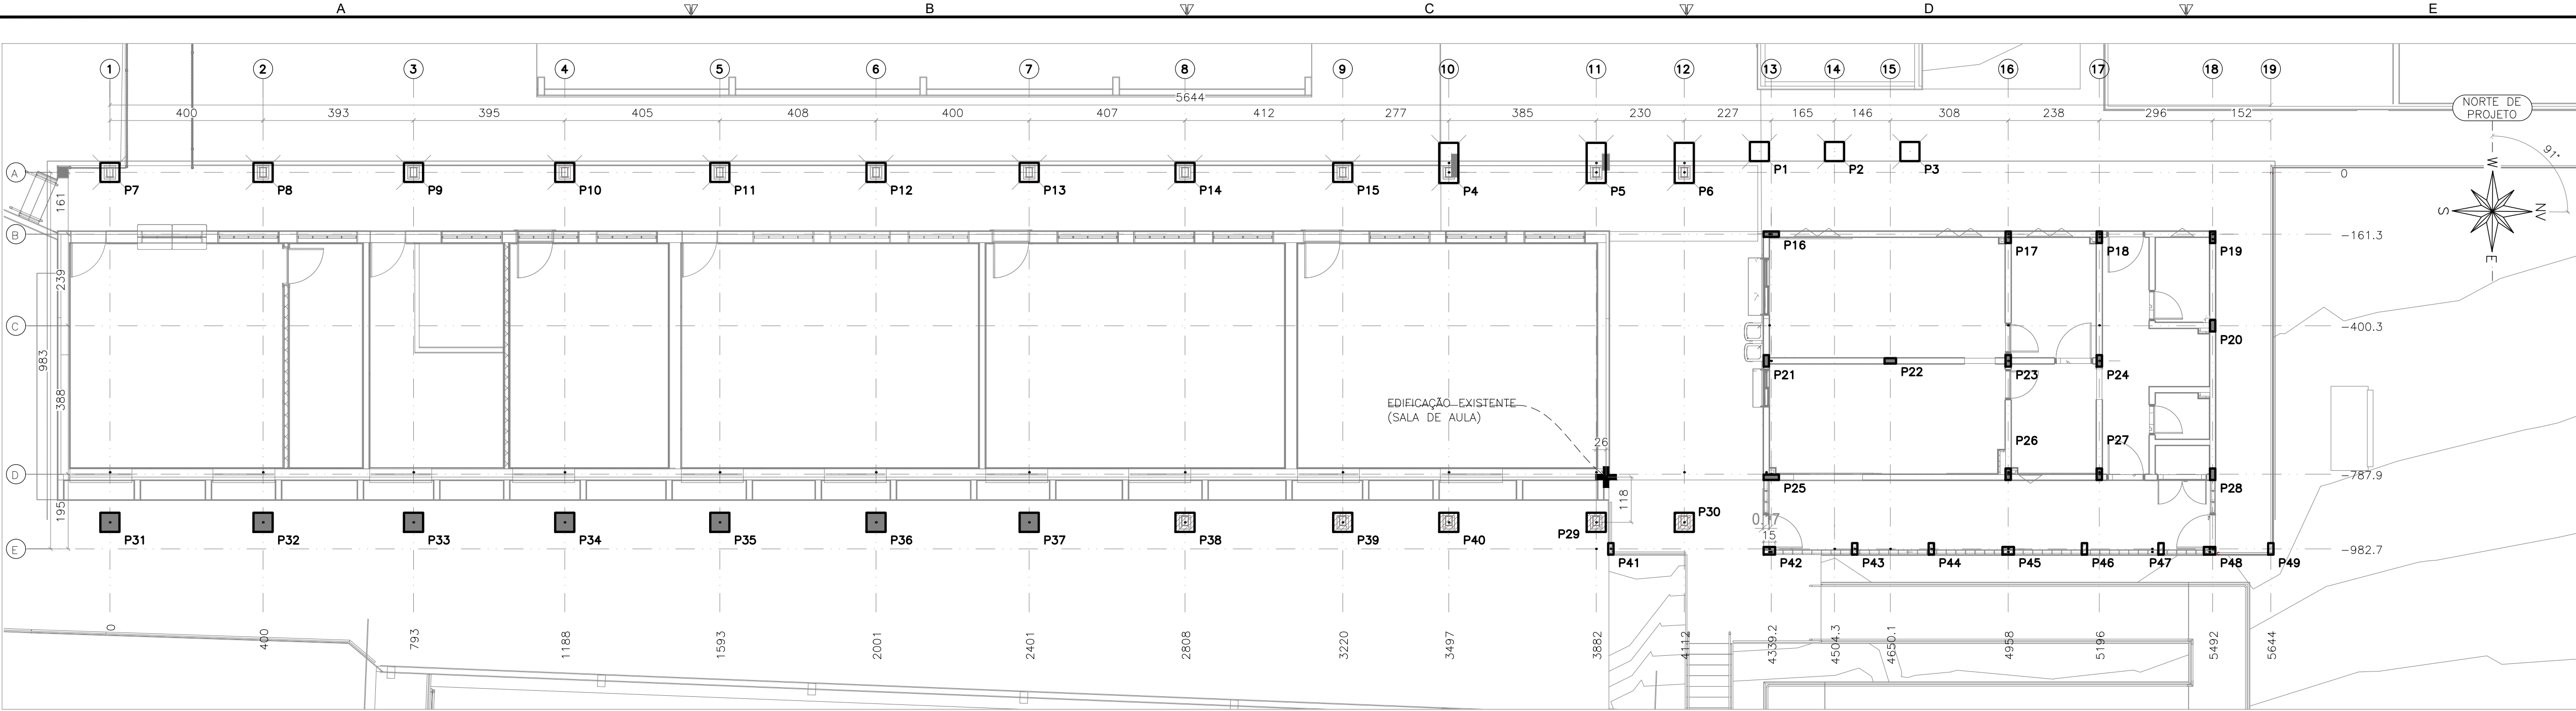 A B C D E
1 2 3 4 5 6 7 8 9 10 11 12 13 14 15 16 17 18 19
5644
400 393 395 405 408 400 407 412 277 385 230 227 165 146 308 238 296 152
NORTE DE
PROJETO
91°
W
S NV
E
A
P7 P8 P9 P10 P11 P12 P13 P14 P15 P4 P5 P6 P1 P2 P3
0
161
B
P16 P17 P18 P19
-161.3
239
C
P20
-400.3
983
388
P21 P22 P23 P24
EDIFICAÇÃO EXISTENTE
(SALA DE AULA)
26
P26 P27
D
P25 P28
-787.9
118
195
P31 P32 P33 P34 P35 P36 P37 P38 P39 P40 P29 P30
15
E
P41 P42 P43 P44 P45 P46 P47 P48 P49
-982.7
0 400 793 1188 1593 2001 2401 2808 3220 3497 3882 4112 4339.2 4504.3 4650.1 4958 5196 5492 5644